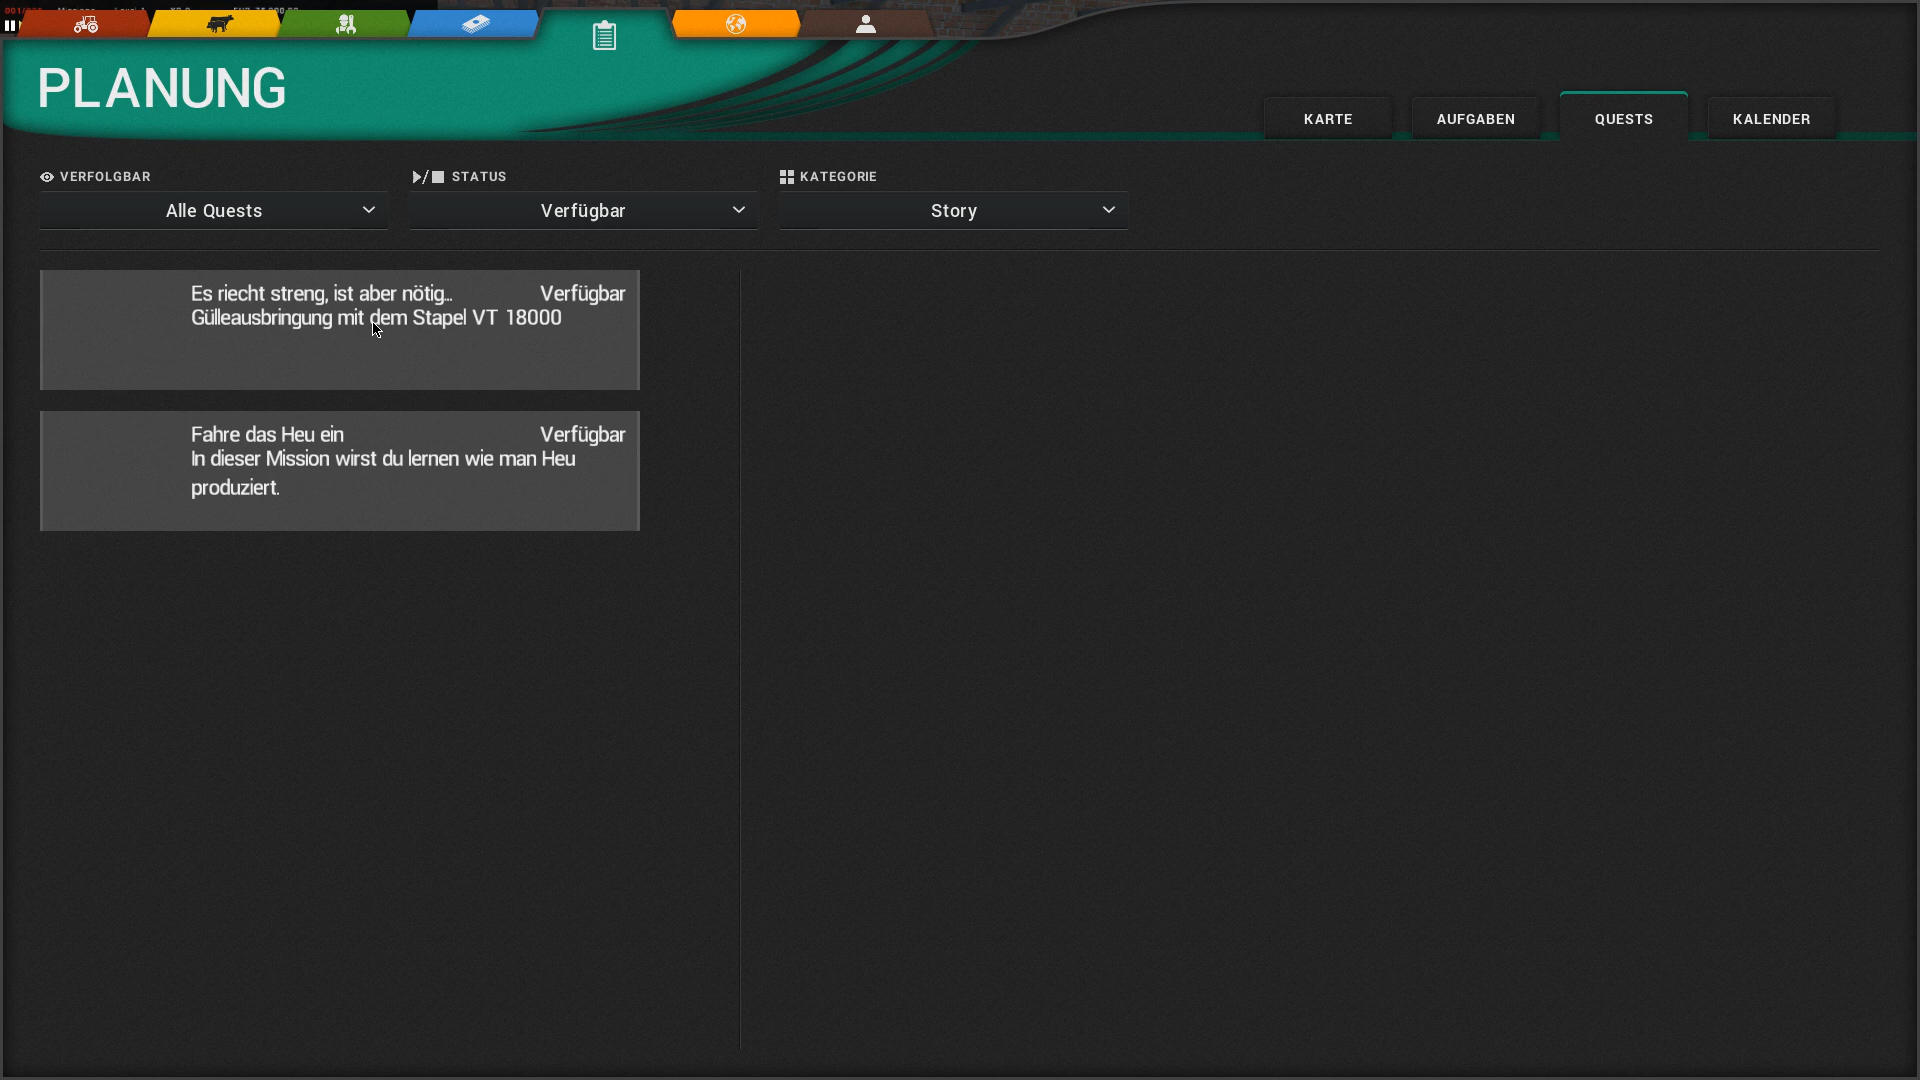 PLANUNG
KARTE
AUFGABEN
QUESTS
KALENDER
VERFOLGBAR
STATUS
KATEGORIE
Alle Quests
Verfügbar
Story
Es riecht streng, ist aber nötig...
Verfügbar
Gülleausbringung mit dem Stapel VT 18000
Fahre das Heu ein
Verfügbar
In dieser Mission wirst du lernen wie man Heu
produziert.